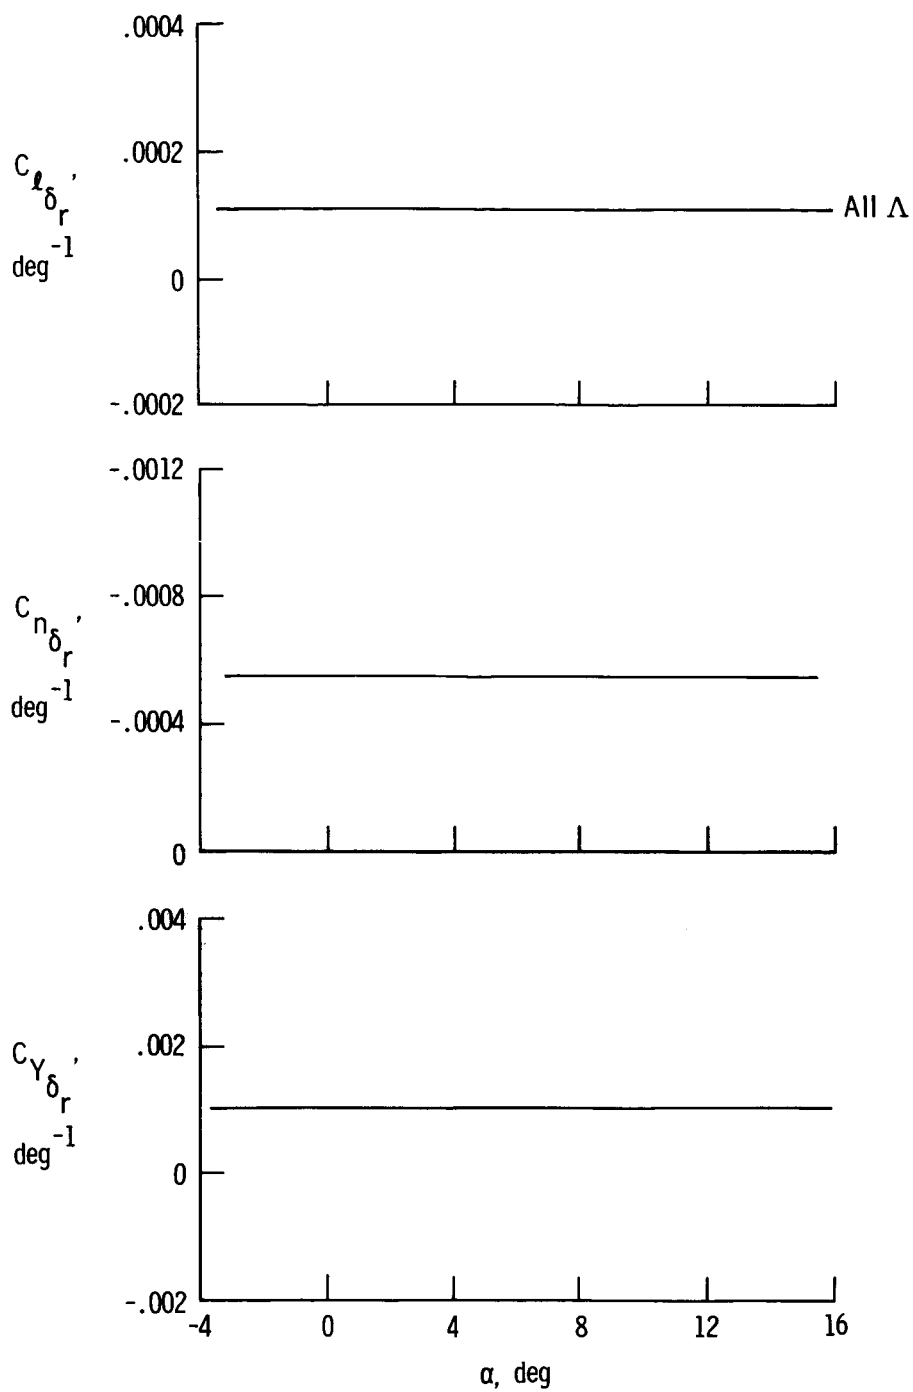 .0004
.0002
C_{ℓ_{δ_r}},
deg^{-1}
All Λ
0
-.0002
-.0012
-.0008
C_{n_{δ_r}},
deg^{-1}
-.0004
0
.004
.002
C_{Y_{δ_r}},
deg^{-1}
0
-.002
-4 0 4 8 12 16
α, deg